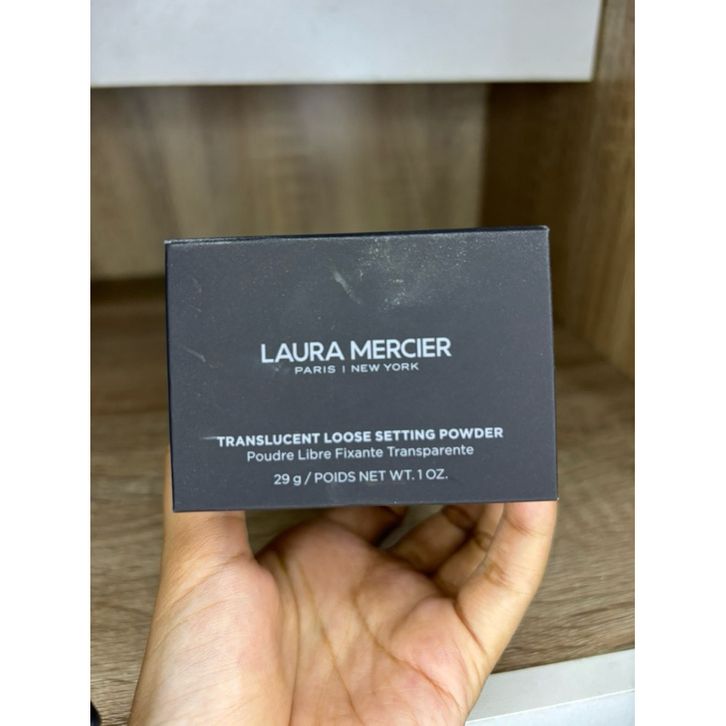 LAURA MERCIER
PARIS | NEW YORK
TRANSLUCENT LOOSE SETTING POWDER
Poudre Libre Fixante Transparente
29 g / POIDS NET WT. 1 OZ.